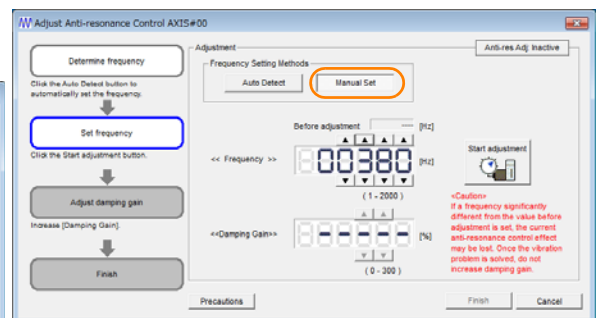 Adjust Anti-resonance Control AXIS#00
Determine frequency
Click the Auto Detect button to
automatically set the frequency.
Set frequency
Click the Start adjustment button.
Adjust damping gain
Increase [Damping Gain].
Finish
Adjustment
Anti-res Adj: Inactive
Frequency Setting Methods
Auto Detect
Manual Set
Before adjustment --- [Hz]
<< Frequency >> 00380 [Hz]
(1 - 2000)
<<Damping Gain>> ----- [%]
(0 - 300)
Start adjustment
<Caution>
If a frequency significantly
different from the value before
adjustment is set, the current
anti-resonance control effect
may be lost. Once the vibration
problem is solved, do not
increase damping gain.
Precautions
Finish
Cancel